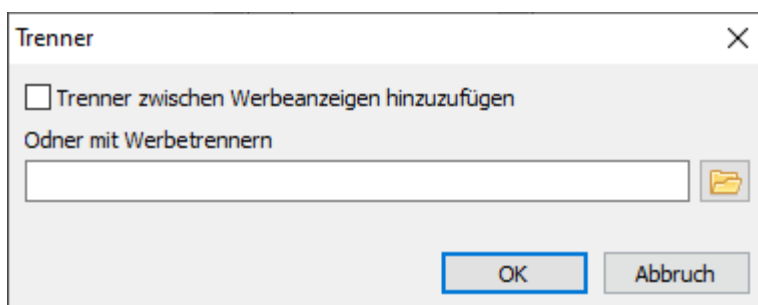 Trenner
Trenner zwischen Werbeanzeigen hinzuzufügen
Odner mit Werbetrennern
OK
Abbruch